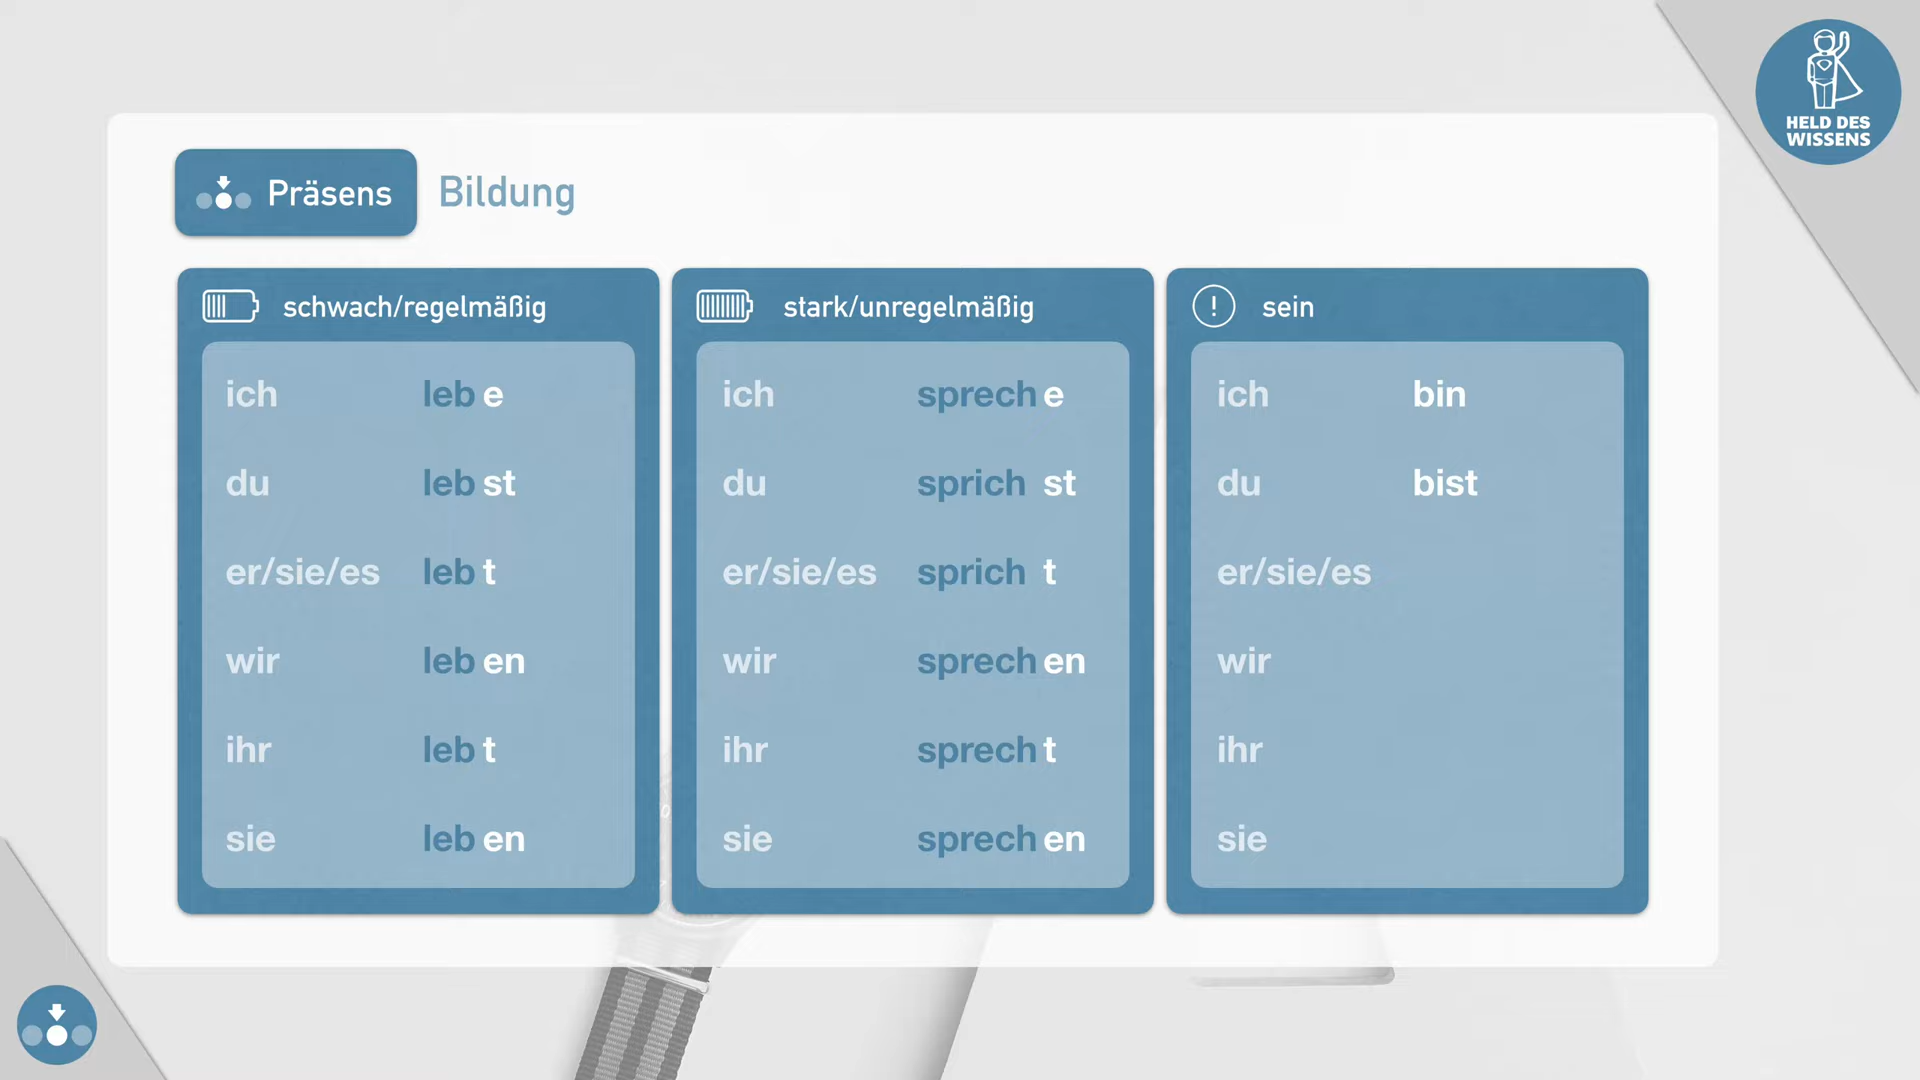 HELD DES
WISSENS
Präsens Bildung
schwach/regelmäßig
ich leb e
du leb st
er/sie/es leb t
wir leb en
ihr leb t
sie leb en
stark/unregelmäßig
ich sprech e
du sprich st
er/sie/es sprich t
wir sprech en
ihr sprech t
sie sprech en
! sein
ich bin
du bist
er/sie/es
wir
ihr
sie